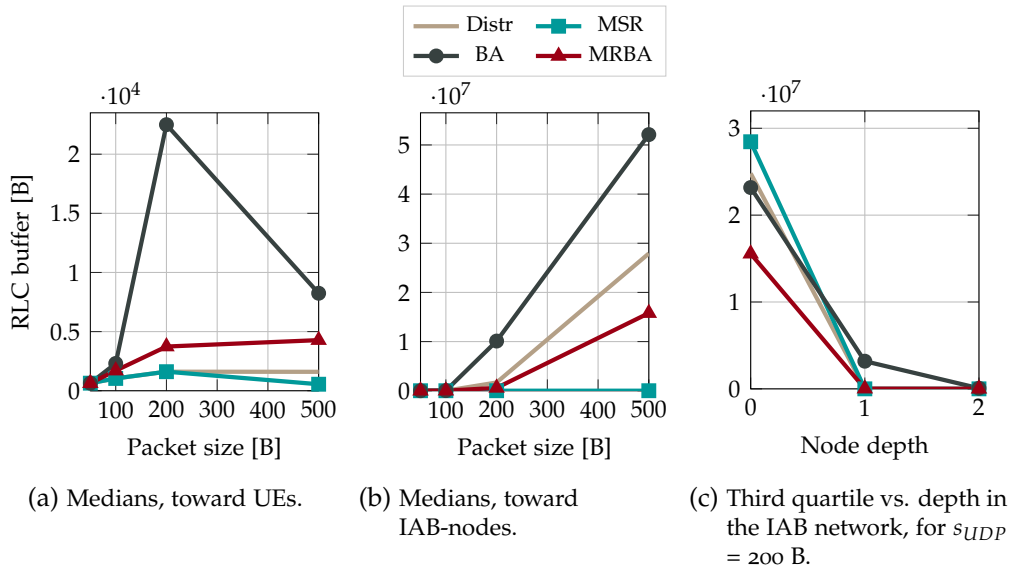 Distr MSR
BA MRBA
·10^4
2
1.5
1
0.5
0
100 200 300 400 500
RLC buffer [B]
Packet size [B]
(a) Medians, toward UEs.
·10^7
5
4
3
2
1
0
100 200 300 400 500
Packet size [B]
(b) Medians, toward
IAB-nodes.
·10^7
3
2
1
0
0 1 2
Node depth
(c) Third quartile vs. depth in
the IAB network, for s_UDP
= 200 B.